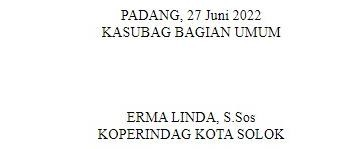 PADANG, 27 Juni 2022
KASUBAG BAGIAN UMUM
ERMA LINDA, S.Sos
KOPERINDAG KOTA SOLOK